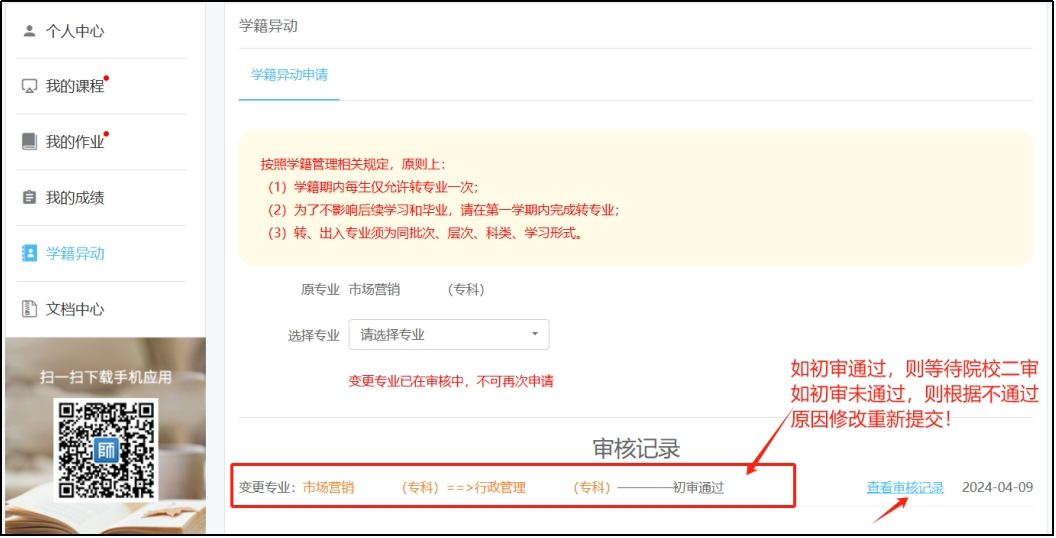 个人中心
我的课程
我的作业
我的成绩
学籍异动
文档中心
扫一扫下载手机应用
師
学籍异动
学籍异动申请
按照学籍管理相关规定，原则上：
（1）学籍期内每生仅允许转专业一次；
（2）为了不影响后续学习和毕业，请在第一学期内完成转专业；
（3）转、出入专业须为同批次、层次、科类、学习形式。
原专业 市场营销 （专科）
选择专业 请选择专业
变更专业已在审核中，不可再次申请
如初审通过，则等待院校二审
如初审未通过，则根据不通过
原因修改重新提交！
审核记录
变更专业：市场营销 （专科）==>行政管理 （专科）————初审通过 查看审核记录 2024-04-09